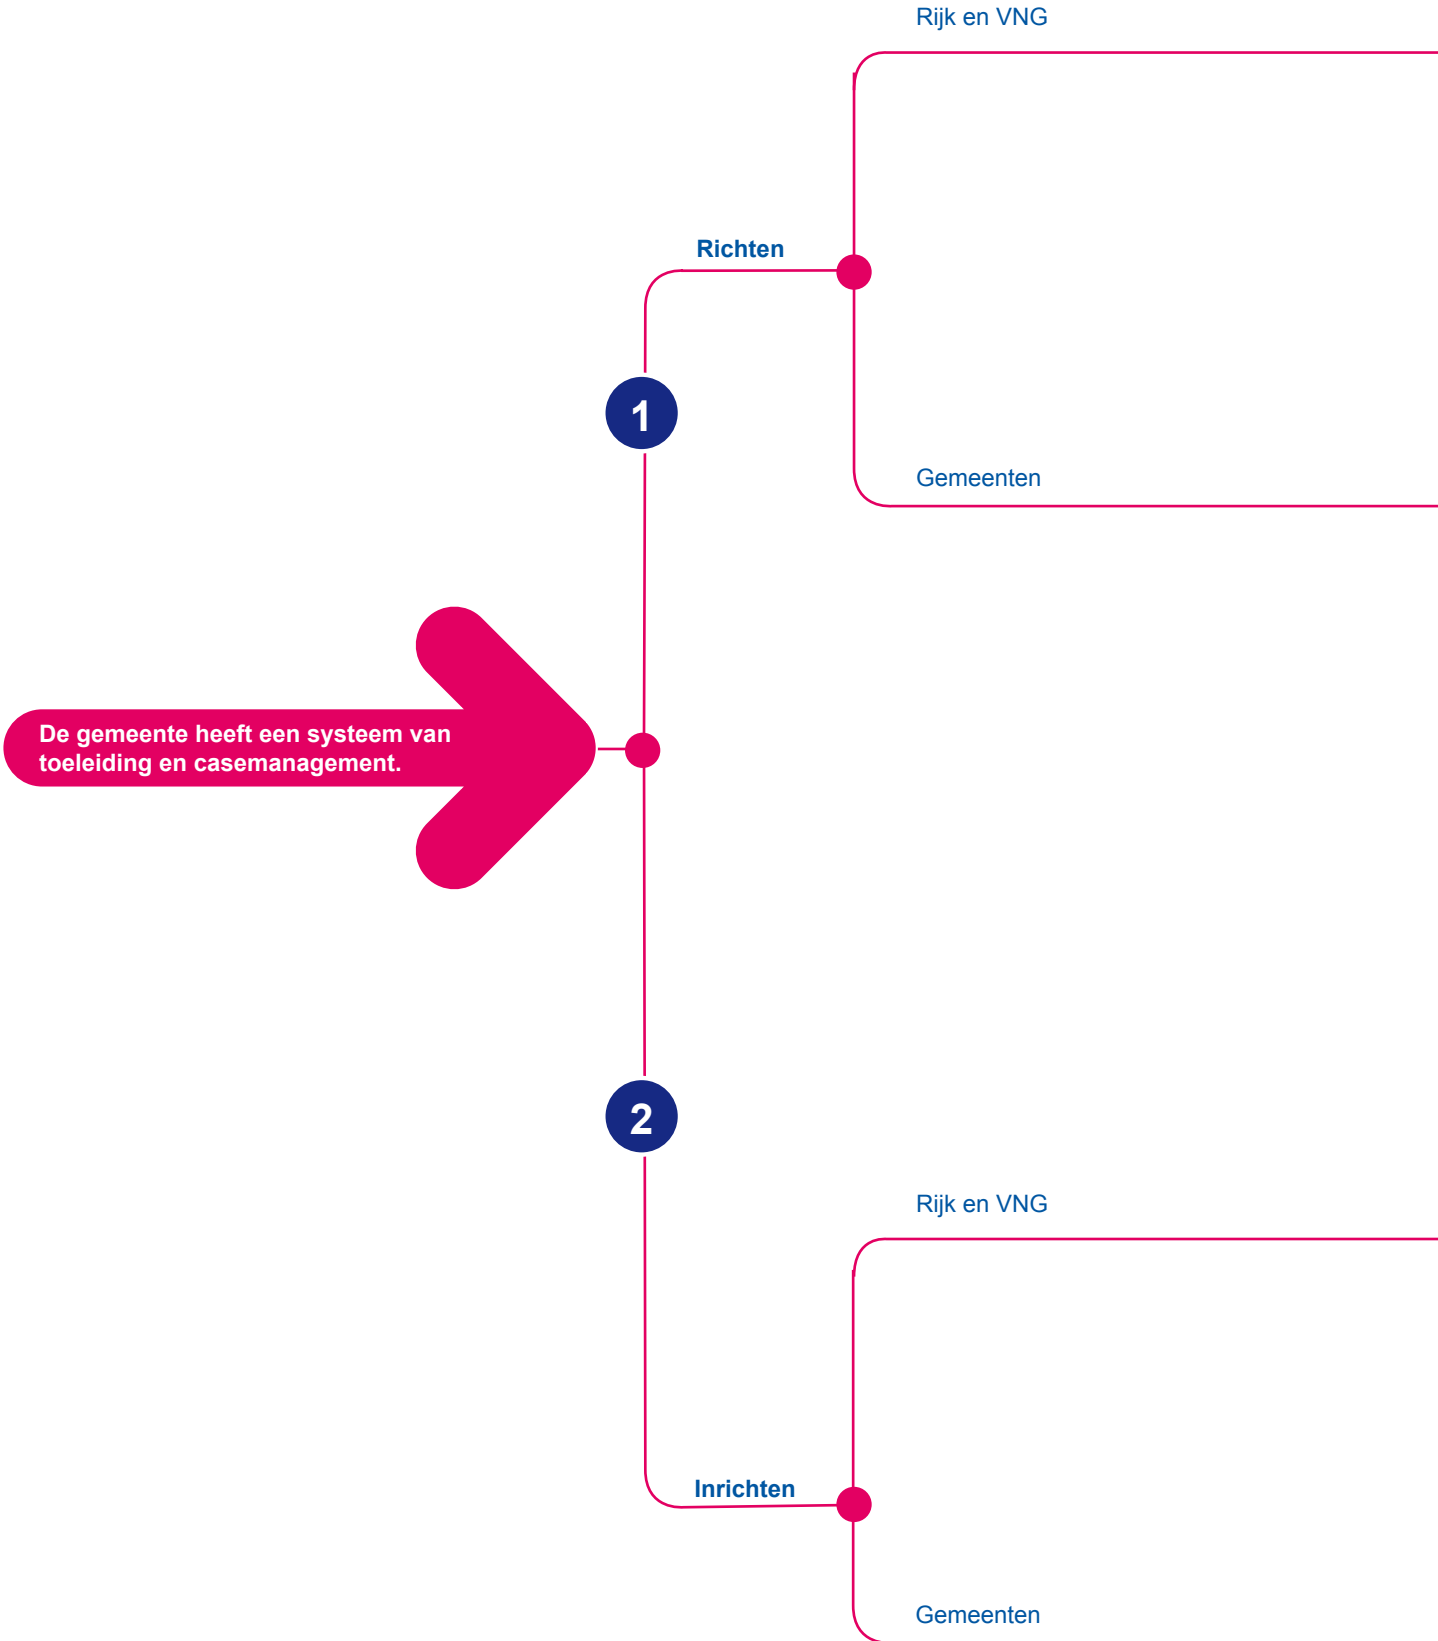 Rijk en VNG
Richten
1
Gemeenten
De gemeente heeft een systeem van
toeleiding en casemanagement.
2
Rijk en VNG
Inrichten
Gemeenten